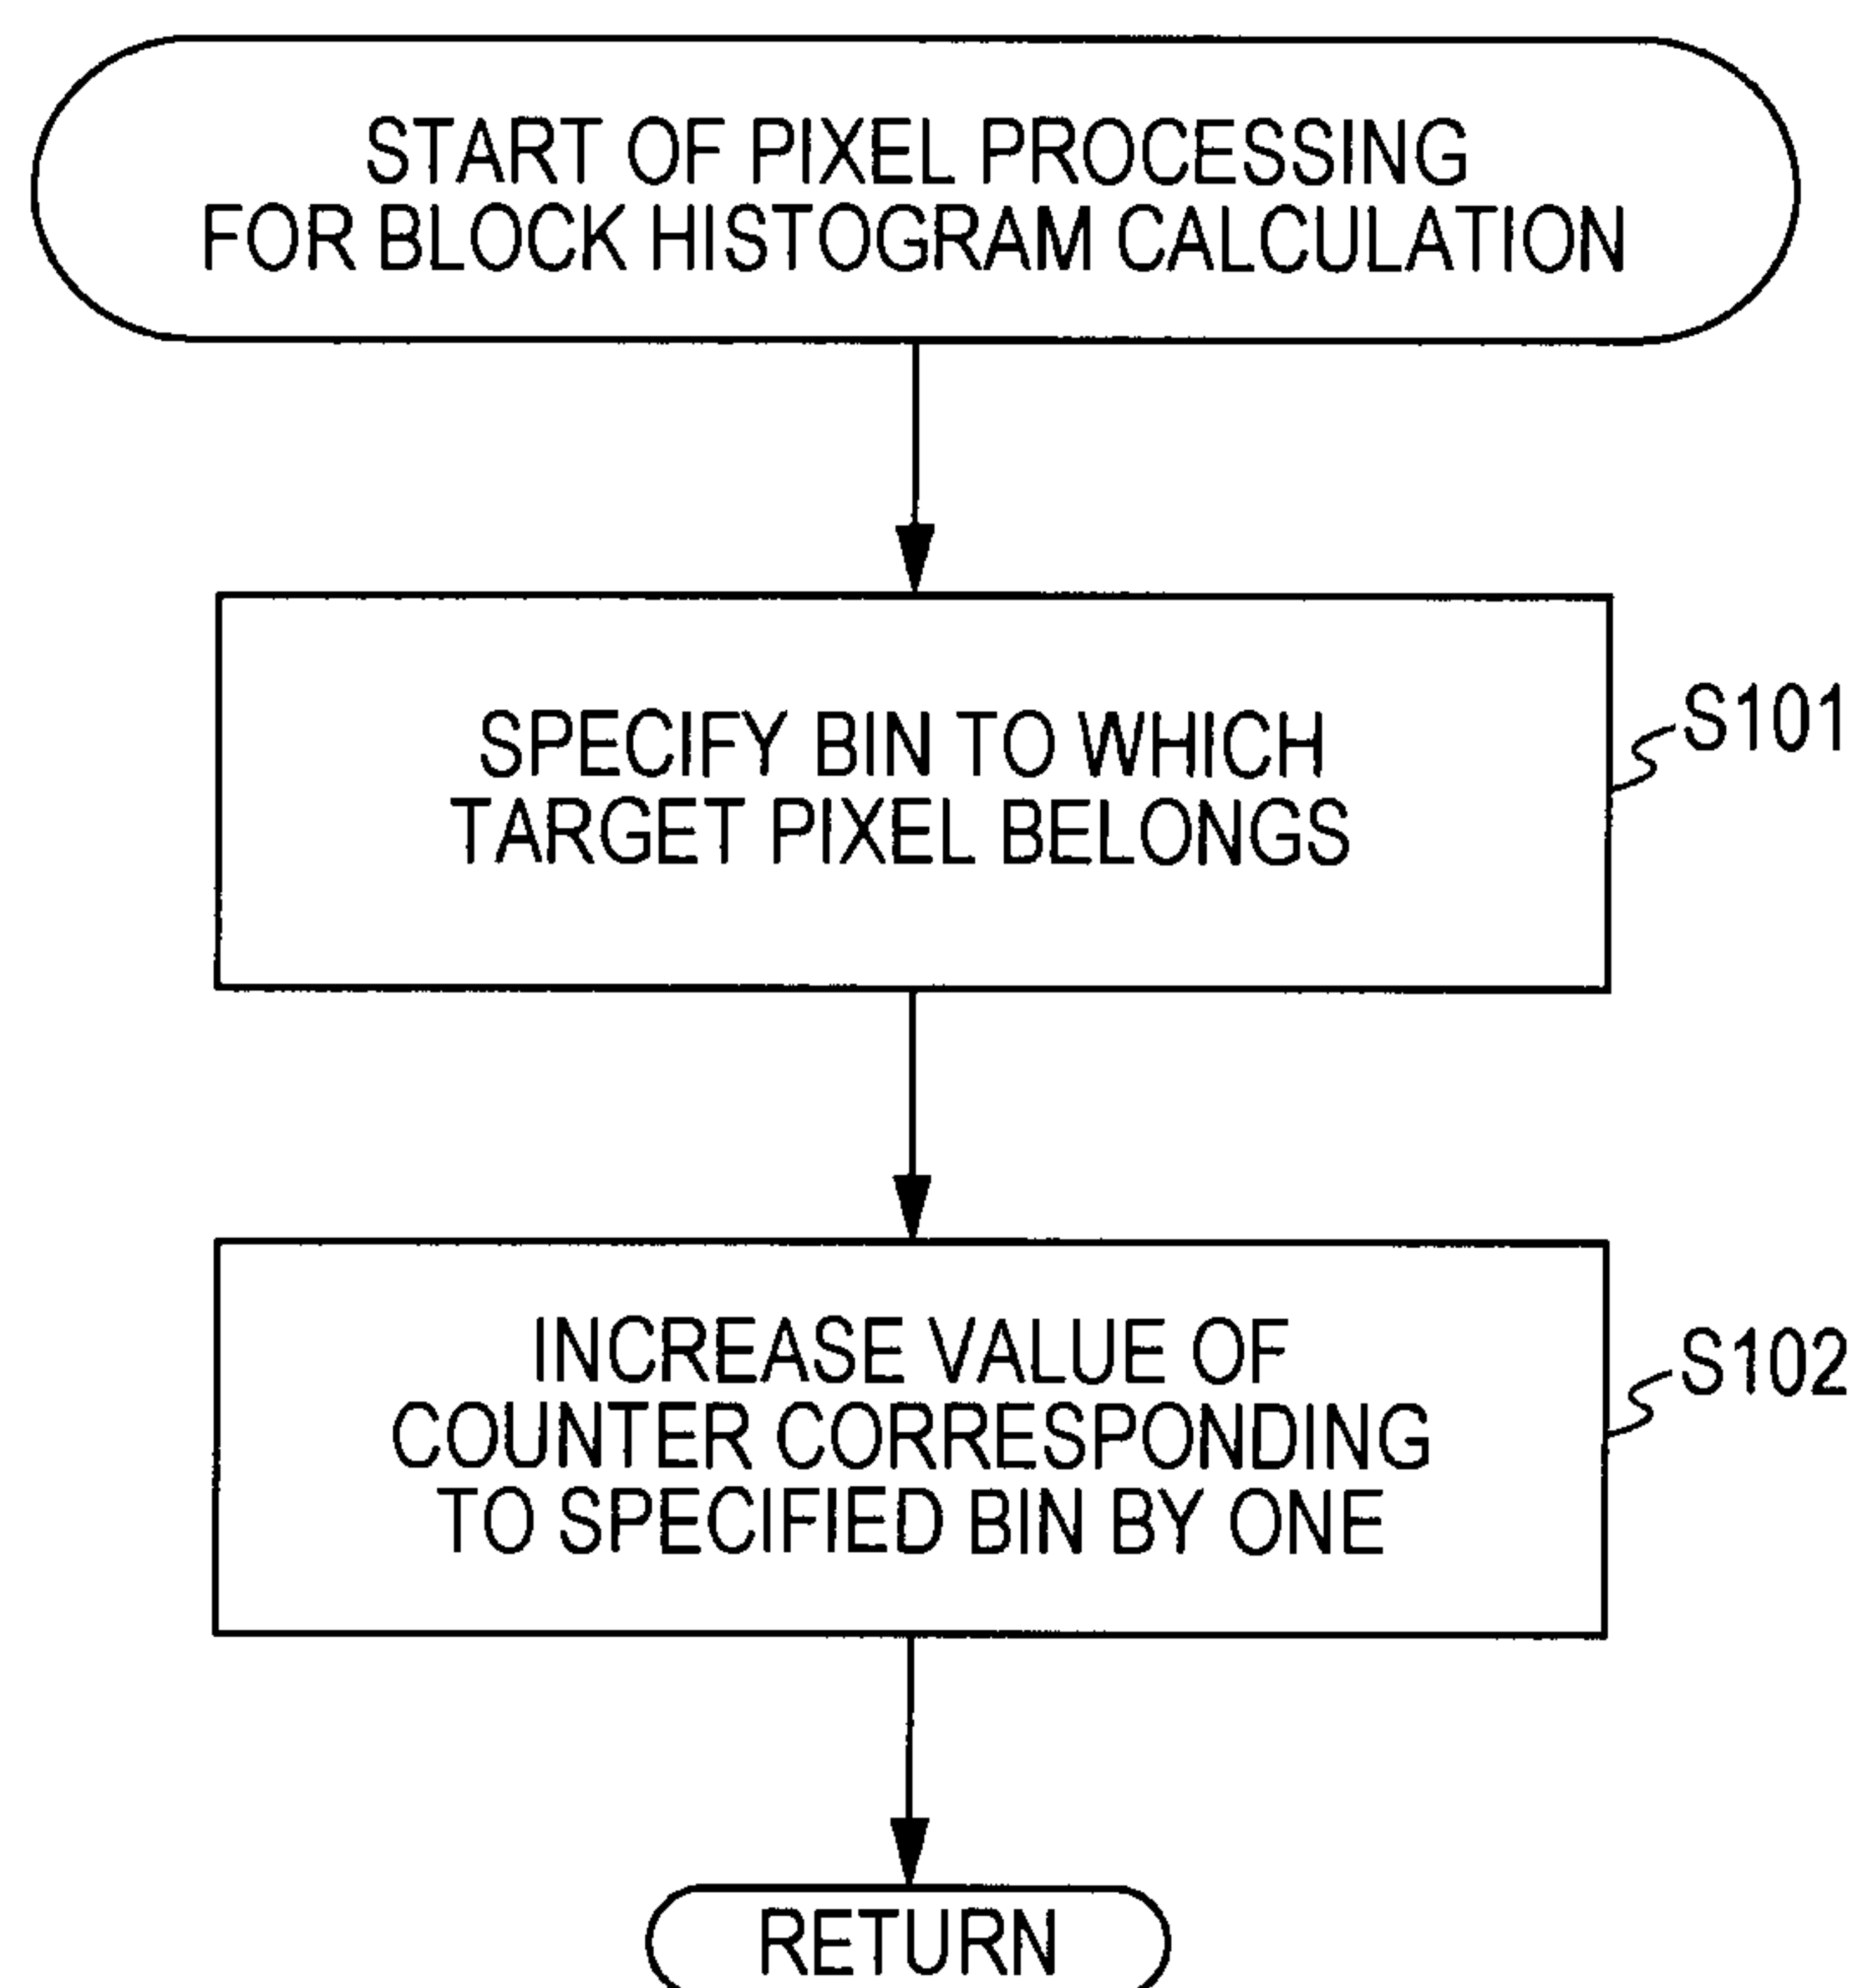 START OF PIXEL PROCESSING
FOR BLOCK HISTOGRAM CALCULATION
SPECIFY BIN TO WHICH
TARGET PIXEL BELONGS
S101
INCREASE VALUE OF
COUNTER CORRESPONDING
TO SPECIFIED BIN BY ONE
S102
RETURN